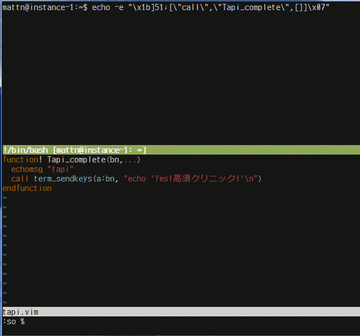 mattn@instance-1:~$ echo -e "\x1b]51;[\"call\",\"Tapi_complete\",[]]\x07"
!/bin/bash [mattn@instance-1: ~]
function! Tapi_complete(bn,...)
  echomsg "tapi"
  call term_sendkeys(a:bn, "echo 'Yes!高須クリニック!'\n")
endfunction
~
~
~
~
~
~
~
~
~
~
~
tapi.vim
:so %